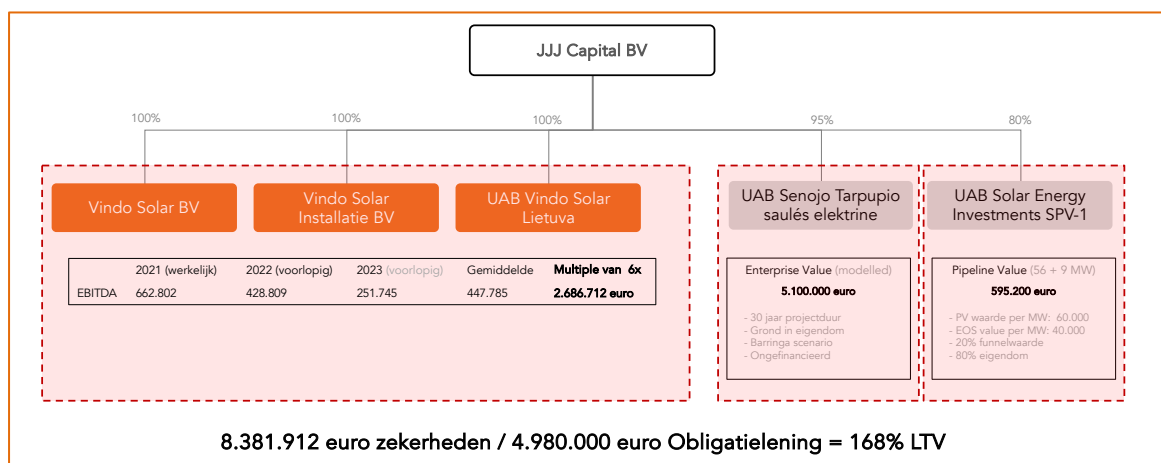 JJJ Capital BV
100%
100%
100%
95%
80%
Vindo Solar BV
Vindo Solar
Installatie BV
UAB Vindo Solar
Lietuva
UAB Senojo Tarpupio
saulés elektrine
UAB Solar Energy
Investments SPV-1
2021 (werkelijk) 2022 (voorlopig) 2023 (voorlopig) Gemiddelde Multiple van 6x
EBITDA 662.802 428.809 251.745 447.785 2.686.712 euro
Enterprise Value (modelled)
5.100.000 euro
- 30 jaar projectduur
- Grond in eigendom
- Barringa scenario
- Ongefinancieerd
Pipeline Value (56 + 9 MW)
595.200 euro
- PV waarde per MW: 60.000
- EOS value per MW: 40.000
- 20% funnelwaarde
- 80% eigendom
8.381.912 euro zekerheden / 4.980.000 euro Obligatielening = 168% LTV